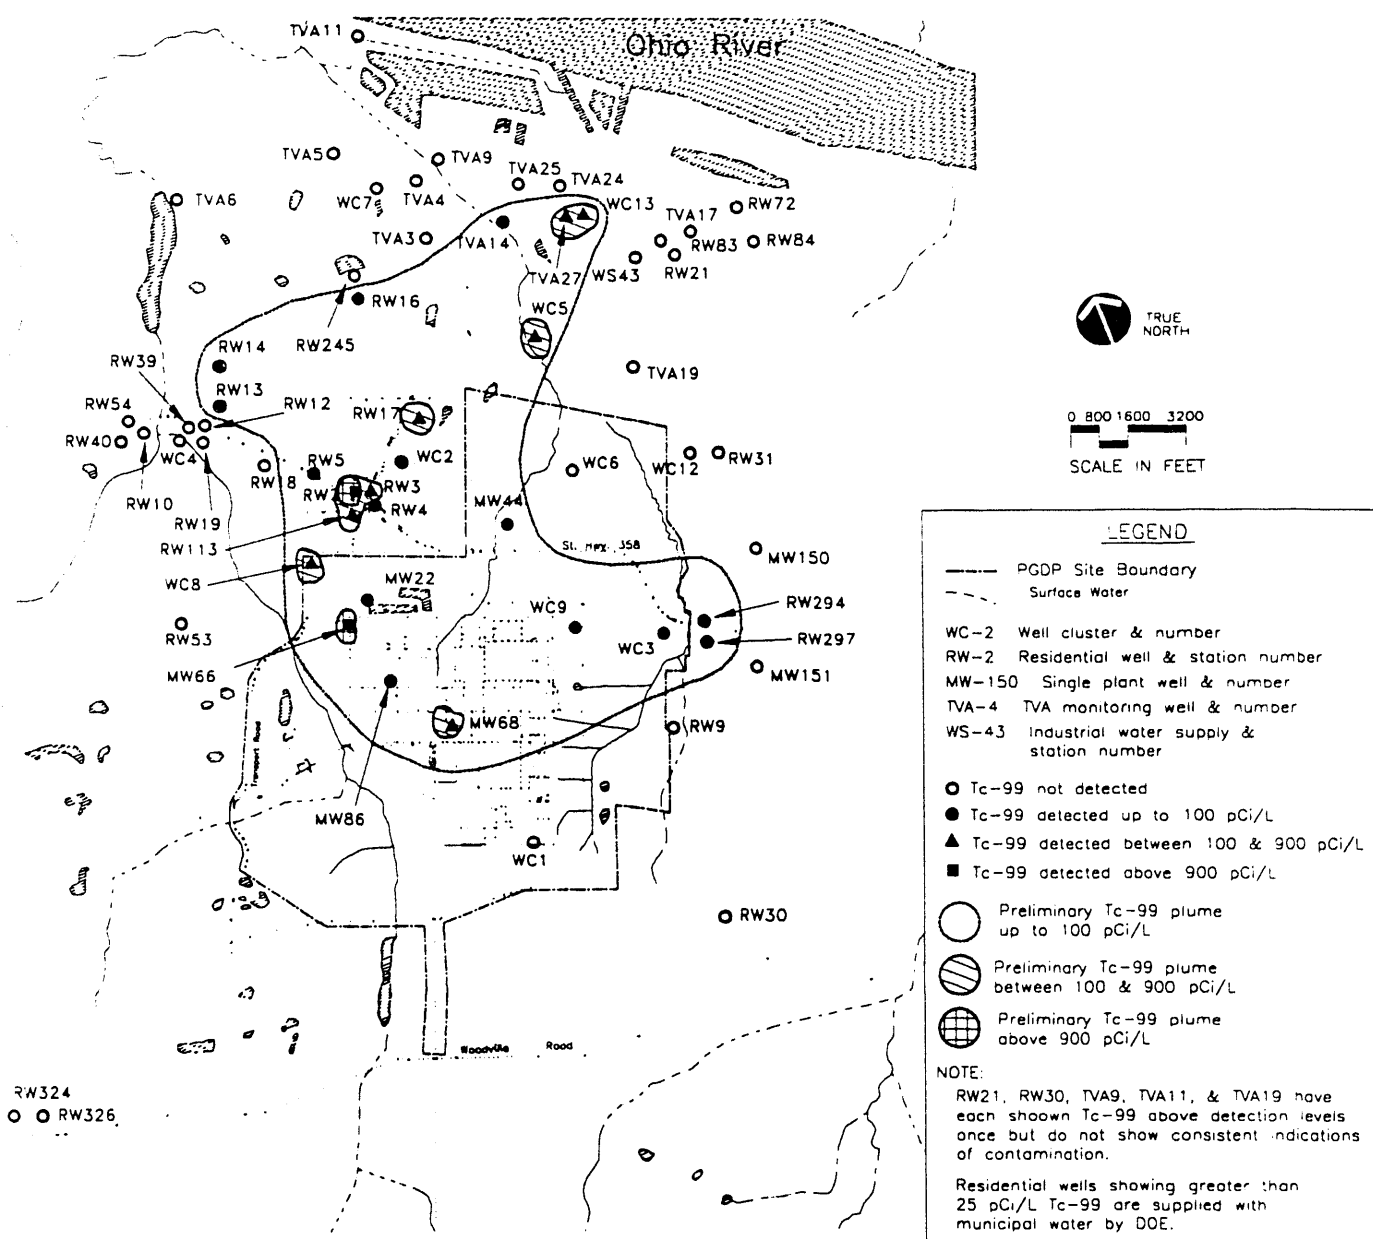 TVA11
Ohio River
TVA5
TVA9
TVA25
TVA24
TVA6
WC7
TVA4
WC13
RW72
TVA17
TVA3
TVA14
RW83
RW84
TVA27
WS43
RW21
RW16
WC5
TRUE
NORTH
RW245
RW14
RW39
TVA19
RW13
RW54
RW12
RW17
0 800 1600 3200
RW40
WC4
WC2
WC6
WC12
RW31
SCALE IN FEET
RW18
RW5
RW3
RW10
RW4
MW44
RW19
RW113
St. Hwy. 358
MW150
WC8
MW22
RW294
WC9
RW53
WC3
RW297
MW66
MW151
MW68
RW9
Transport Road
MW86
WC1
RW30
Woodville Road
RW324
RW326
LEGEND
PGDP Site Boundary
Surface Water
WC-2 Well cluster & number
RW-2 Residential well & station number
MW-150 Single plant well & number
TVA-4 TVA monitoring well & number
WS-43 Industrial water supply &
station number
Tc-99 not detected
Tc-99 detected up to 100 pCi/L
Tc-99 detected between 100 & 900 pCi/L
Tc-99 detected above 900 pCi/L
Preliminary Tc-99 plume
up to 100 pCi/L
Preliminary Tc-99 plume
between 100 & 900 pCi/L
Preliminary Tc-99 plume
above 900 pCi/L
NOTE:
RW21, RW30, TVA9, TVA11, & TVA19 have
each shoown Tc-99 above detection levels
once but do not show consistent indications
of contamination.
Residential wells showing greater than
25 pCi/L Tc-99 are supplied with
municipal water by DOE.